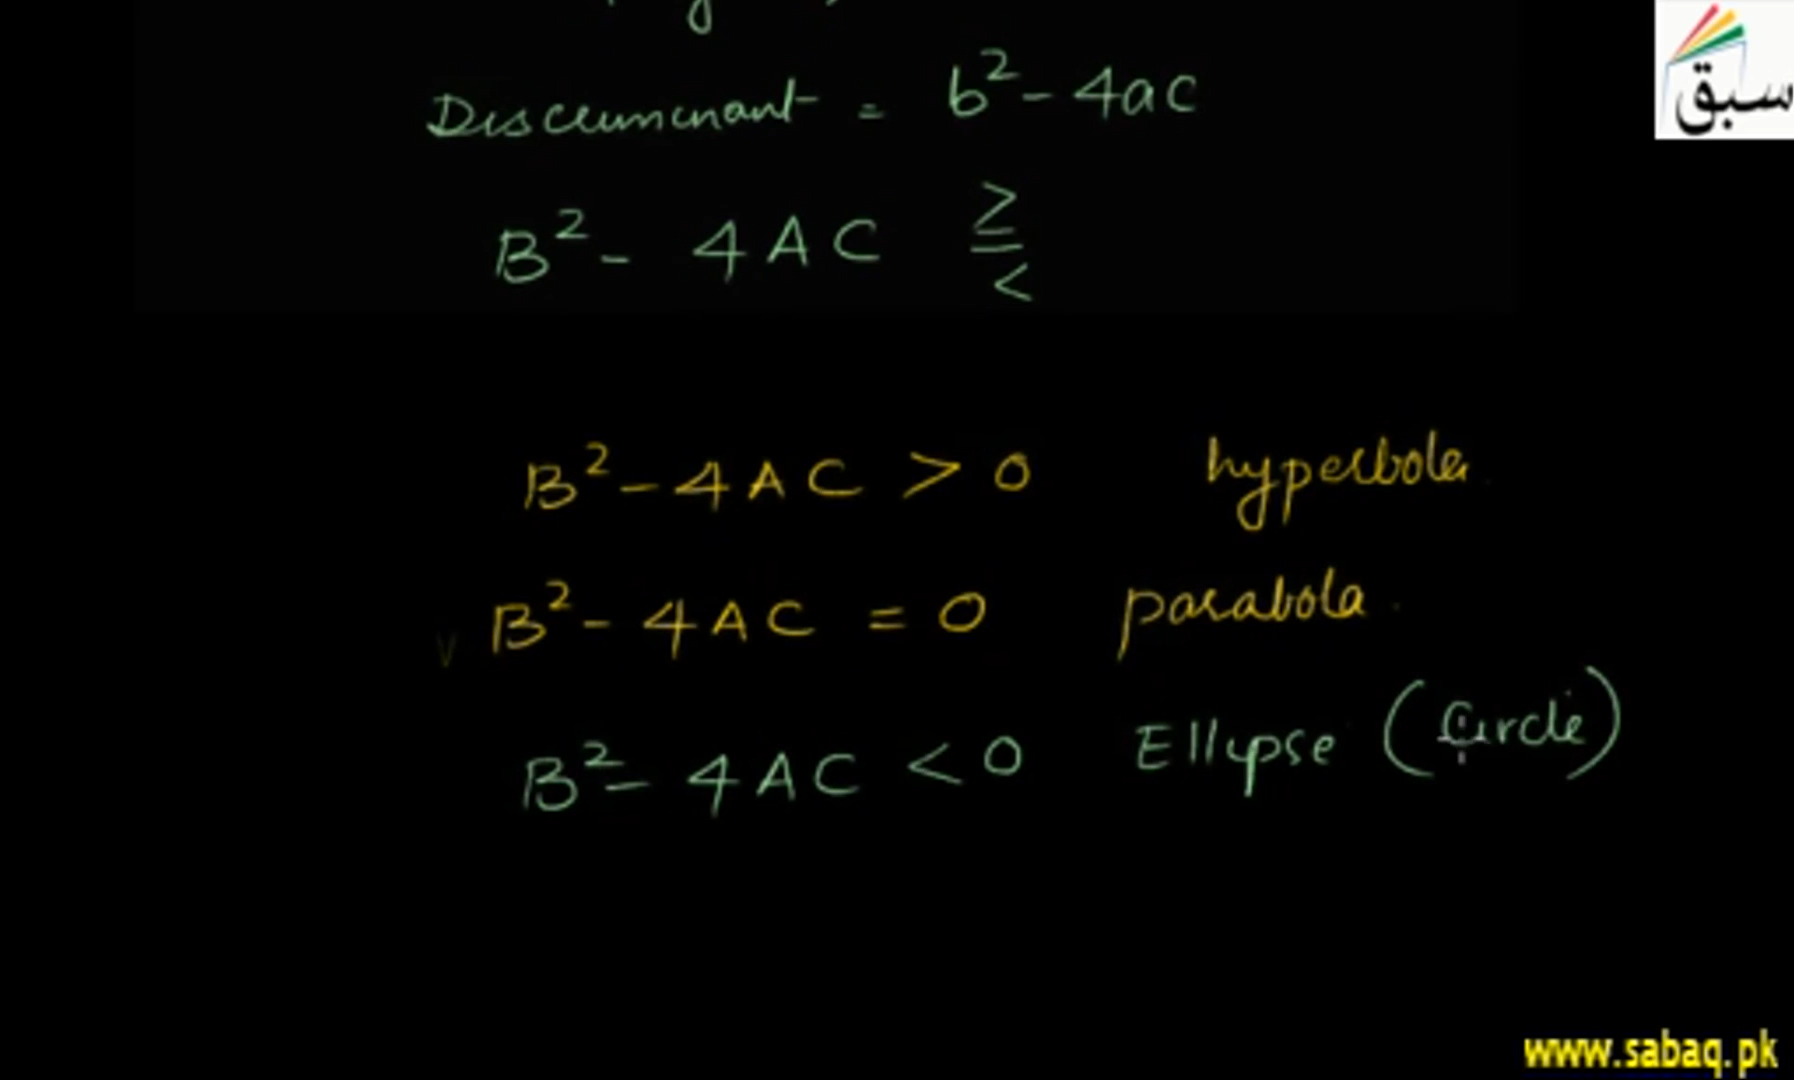 سبق
Discriminant = b² - 4ac
B² - 4AC ≥ <
B² - 4AC > 0 hyperbola
B² - 4AC = 0 parabola
B² - 4AC < 0 Ellipse (Circle)
www.sabaq.pk